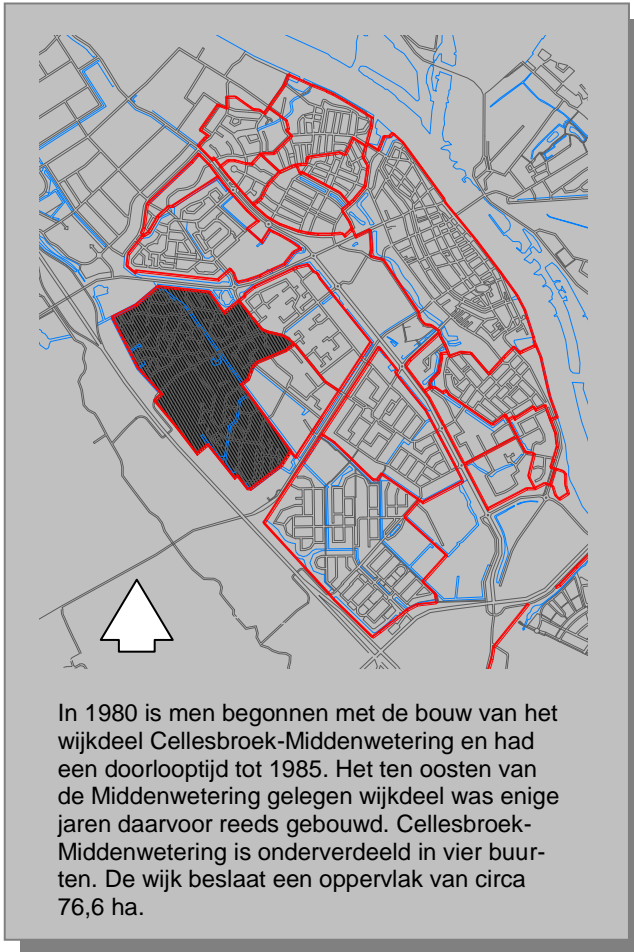 In 1980 is men begonnen met de bouw van het
wijkdeel Cellesbroek-Middenwetering en had
een doorlooptijd tot 1985. Het ten oosten van
de Middenwetering gelegen wijkdeel was enige
jaren daarvoor reeds gebouwd. Cellesbroek-
Middenwetering is onderverdeeld in vier buur-
ten. De wijk beslaat een oppervlak van circa
76,6 ha.